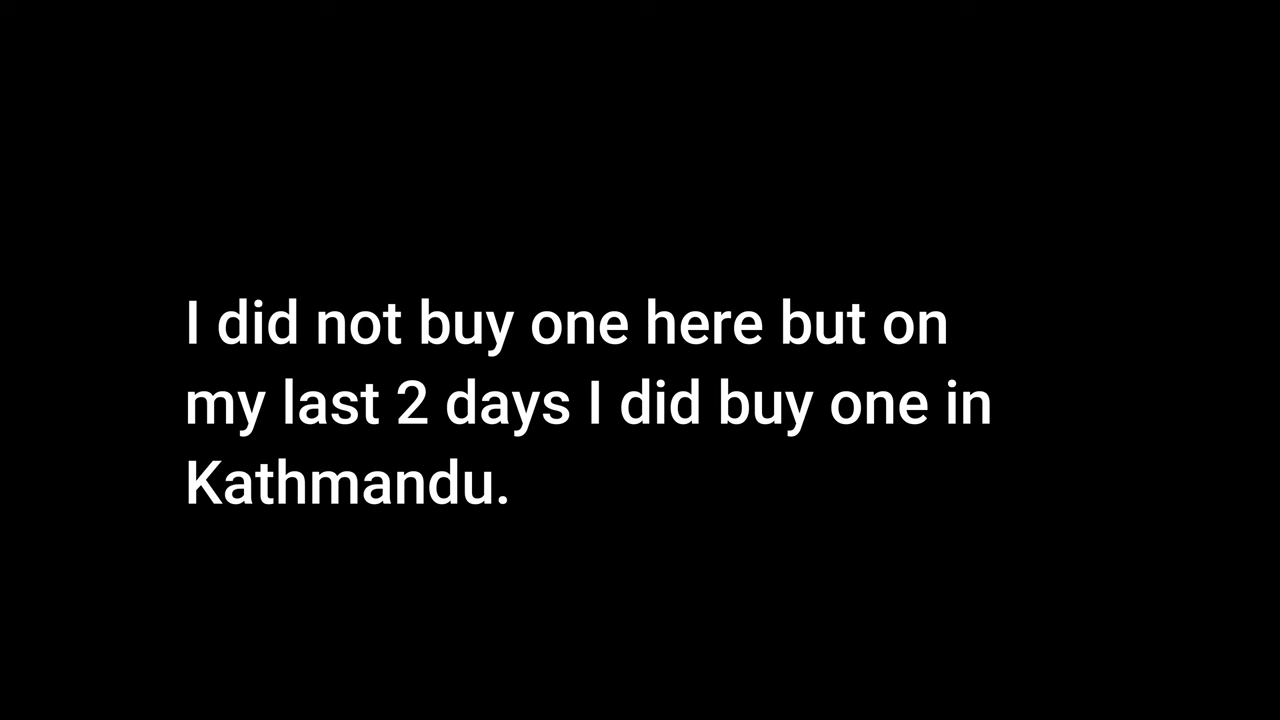 I did not buy one here but on
my last 2 days I did buy one in
Kathmandu.